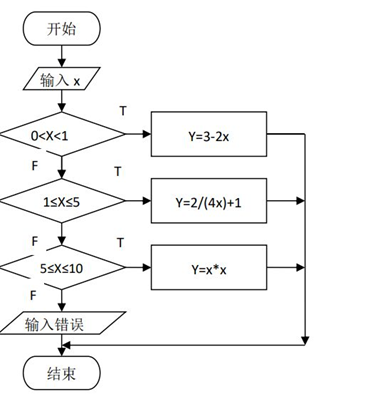 开始
输入 x
T
0<X<1
Y=3-2x
F
T
1≤X≤5
Y=2/(4x)+1
F
T
5≤X≤10
Y=x*x
F
输入错误
结束